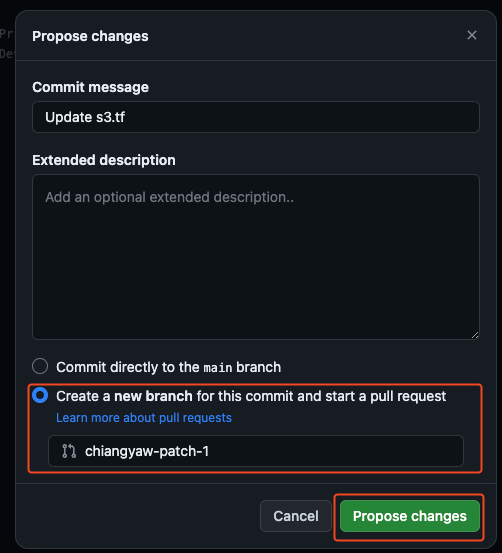 Pr
De
Propose changes
Commit message
Update s3.tf
Extended description
Add an optional extended description..
Commit directly to the main branch
Create a new branch for this commit and start a pull request
Learn more about pull requests
chiangyaw-patch-1
Cancel
Propose changes